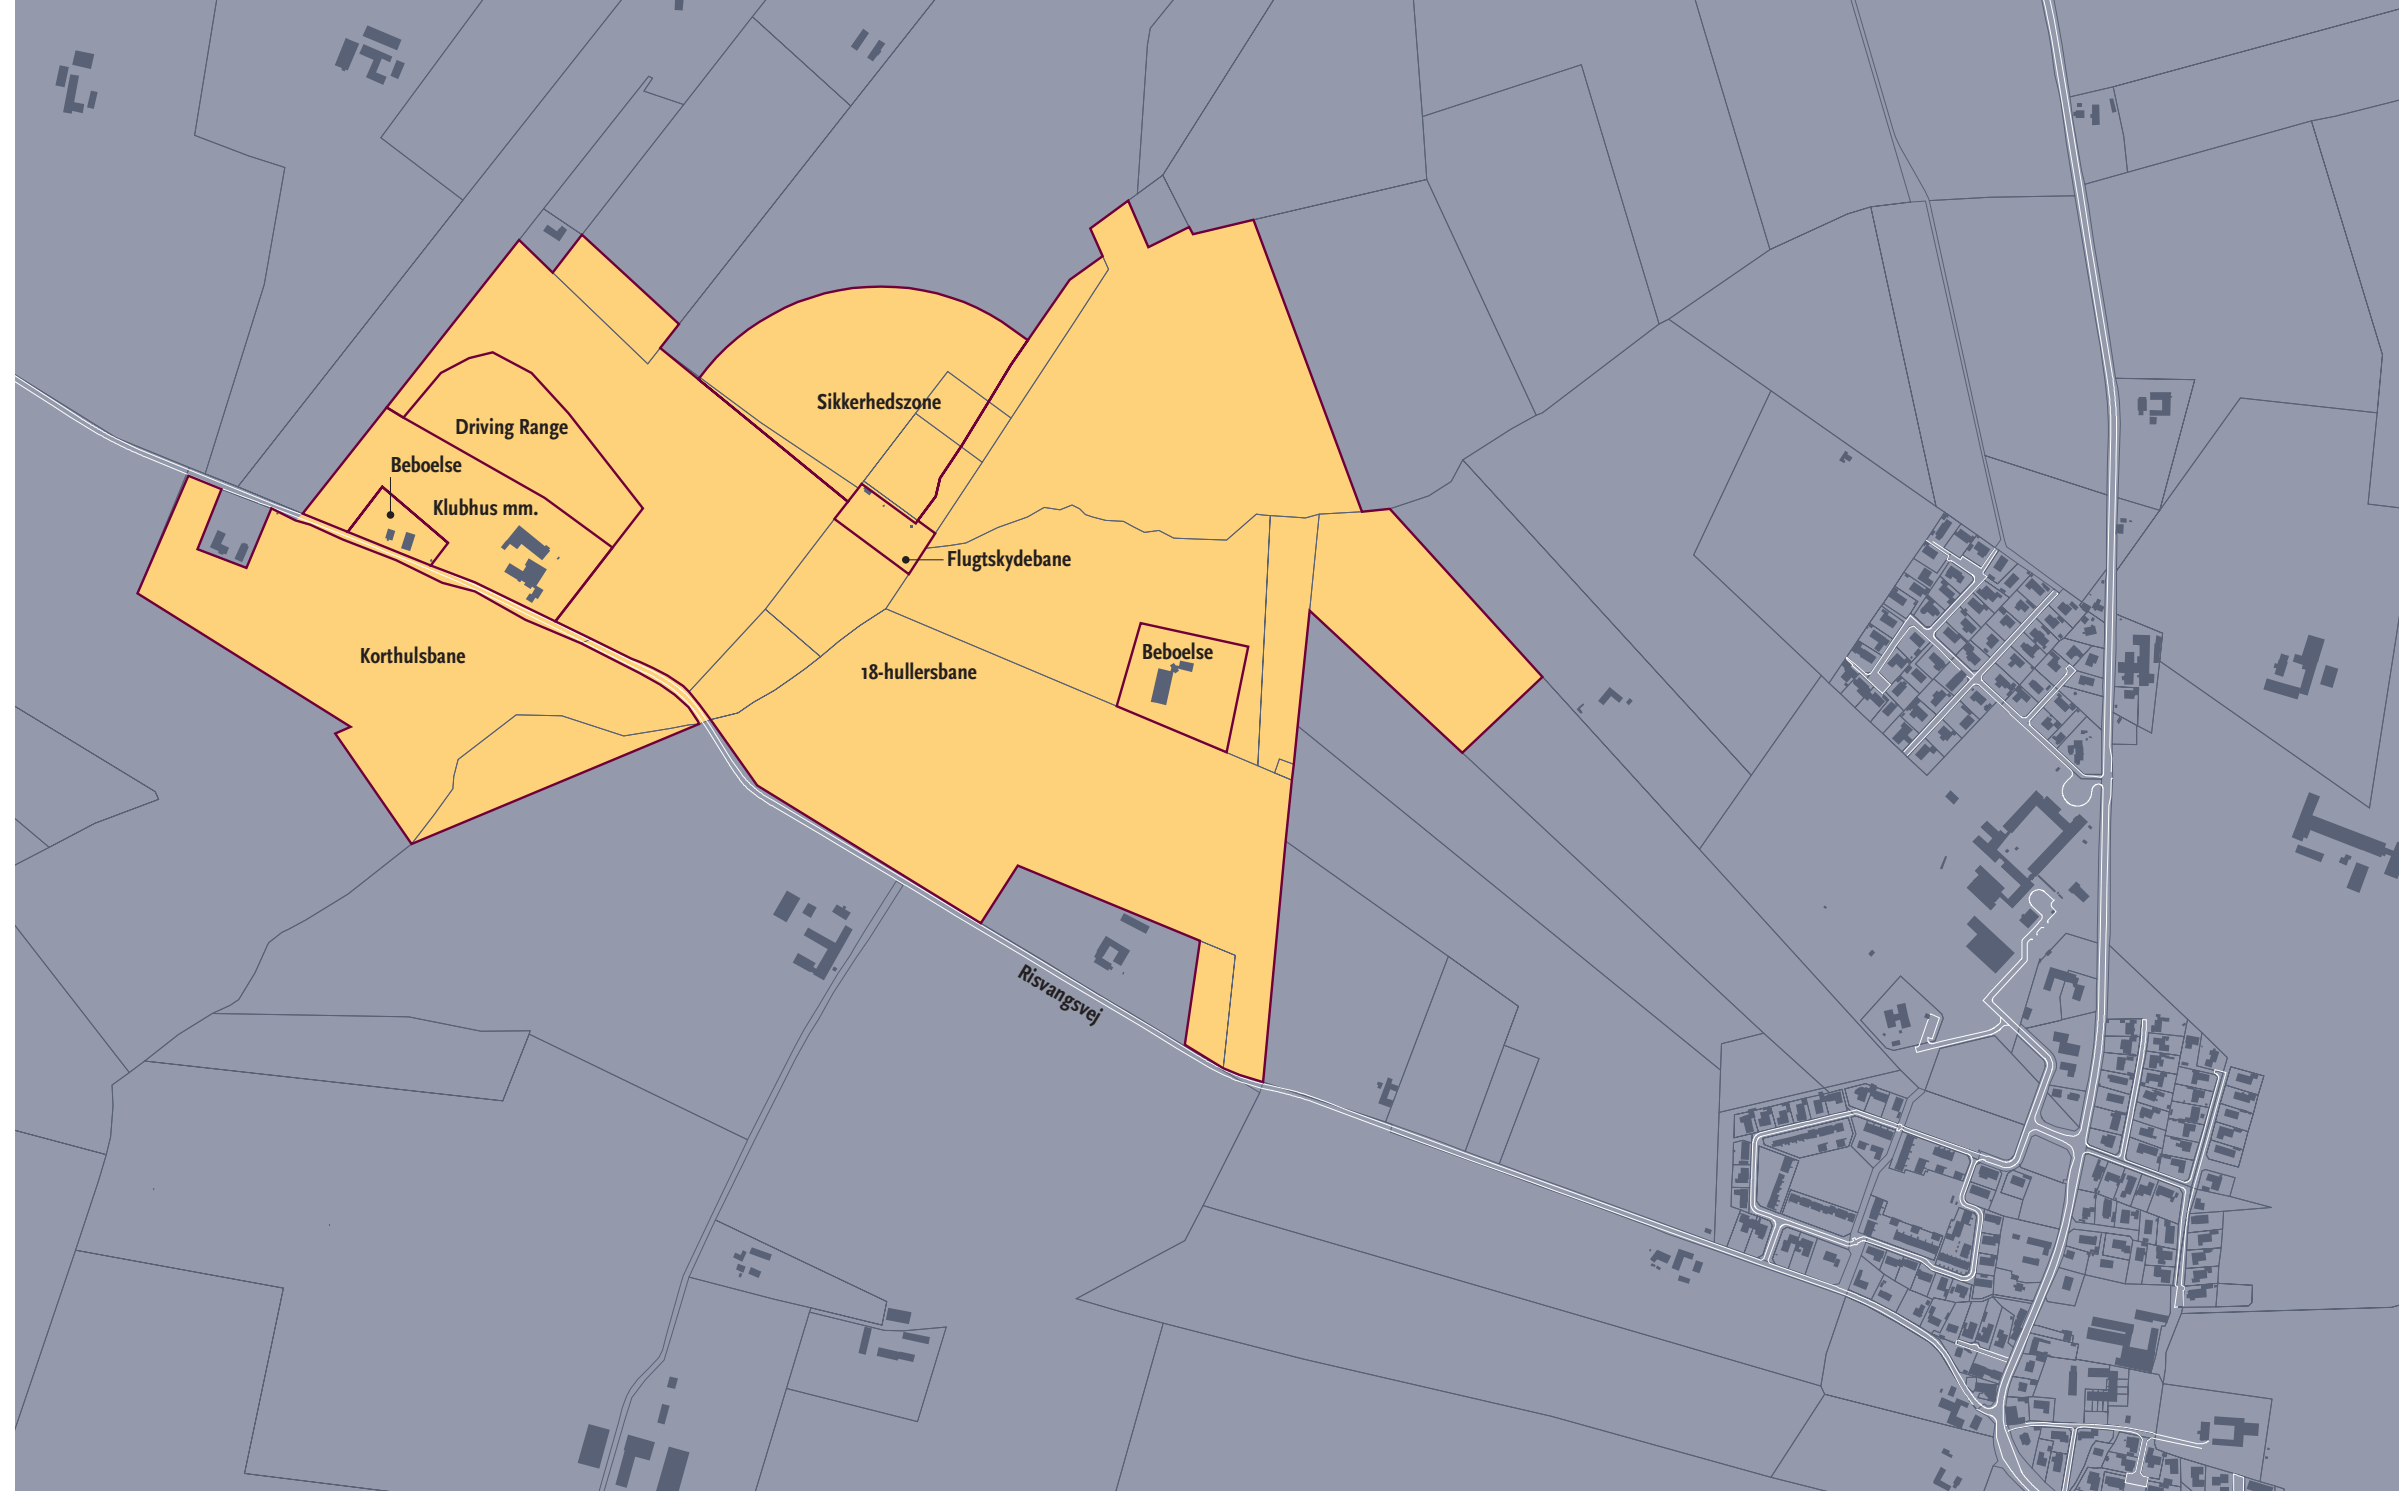 Sikkerhedszone
Driving Range
Beboelse
Klubhus mm.
Flugtskydebane
Korthulsbane
Beboelse
18-hullersbane
Risvangsvej